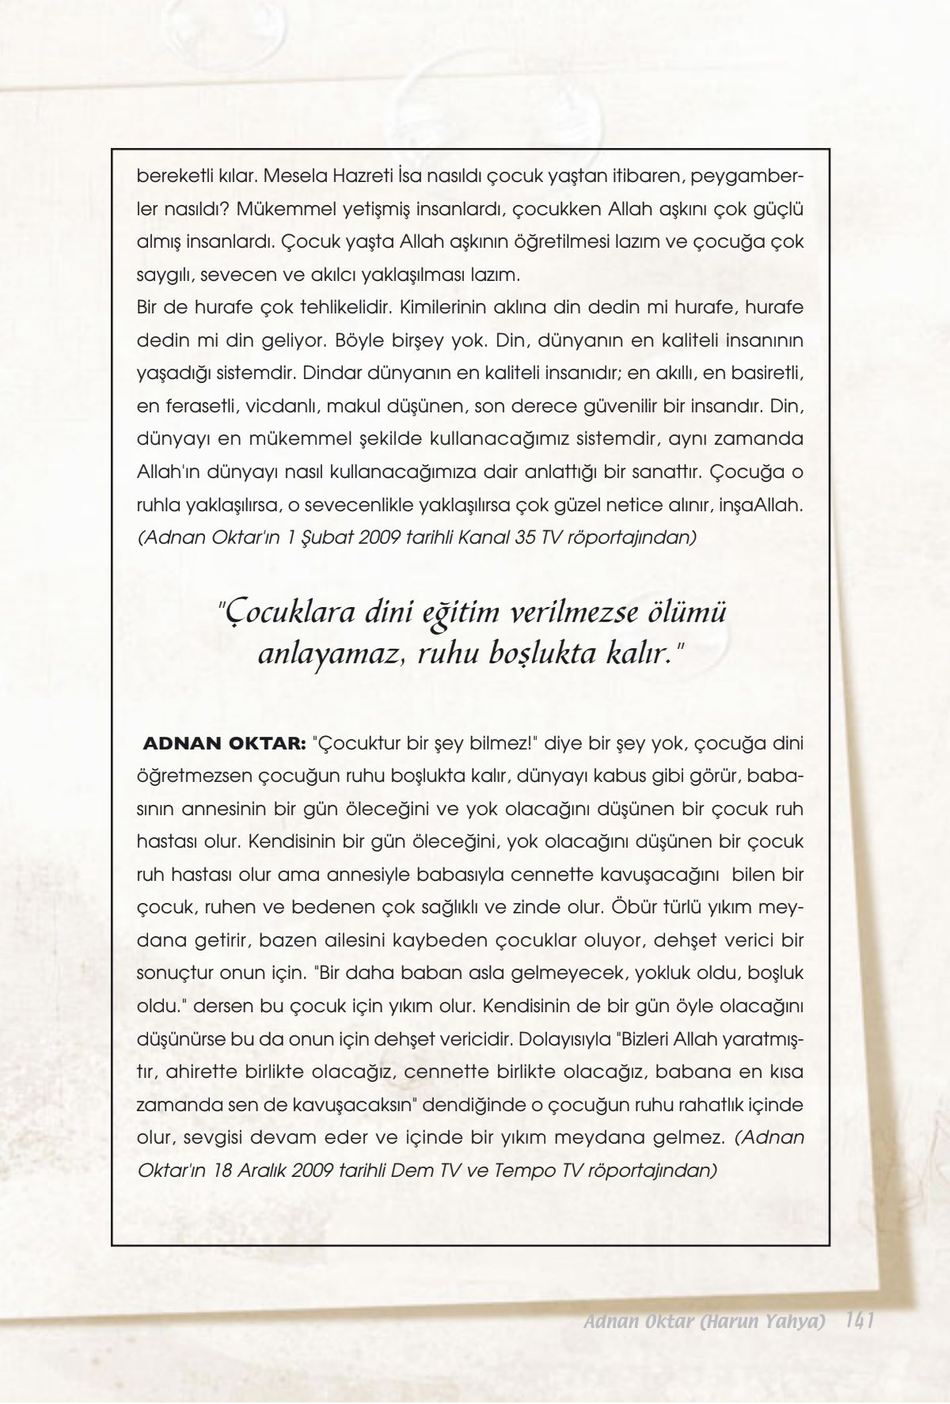 bereketli kılar. Mesela Hazreti İsa nasıldı çocuk yaştan itibaren, peygamber-
ler nasıldı? Mükemmel yetişmiş insanlardı, çocukken Allah aşkını çok güçlü
almış insanlardı. Çocuk yaşta Allah aşkının öğretilmesi lazım ve çocuğa çok
saygılı, sevecen ve akılcı yaklaşılması lazım.
Bir de hurafe çok tehlikelidir. Kimilerinin aklına din dedin mi hurafe, hurafe
dedin mi din geliyor. Böyle birşey yok. Din, dünyanın en kaliteli insanının
yaşadığı sistemdir. Dindar dünyanın en kaliteli insanıdır; en akıllı, en basiretli,
en ferasetli, vicdanlı, makul düşünen, son derece güvenilir bir insandır. Din,
dünyayı en mükemmel şekilde kullanacağımız sistemdir, aynı zamanda
Allah'ın dünyayı nasıl kullanacağımıza dair anlattığı bir sanattır. Çocuğa o
ruhla yaklaşılırsa, o sevecenlikle yaklaşılırsa çok güzel netice alınır, inşaAllah.
(Adnan Oktar'ın 1 Şubat 2009 tarihli Kanal 35 TV röportajından)
"Çocuklara dini eğitim verilmezse ölümü
anlayamaz, ruhu boşlukta kalır."
ADNAN OKTAR: "Çocuktur bir şey bilmez!" diye bir şey yok, çocuğa dini
öğretmezsen çocuğun ruhu boşlukta kalır, dünyayı kabus gibi görür, baba-
sının annesinin bir gün öleceğini ve yok olacağını düşünen bir çocuk ruh
hastası olur. Kendisinin bir gün öleceğini, yok olacağını düşünen bir çocuk
ruh hastası olur ama annesiyle babasıyla cennette kavuşacağını bilen bir
çocuk, ruhen ve bedenen çok sağlıklı ve zinde olur. Öbür türlü yıkım mey-
dana getirir, bazen ailesini kaybeden çocuklar oluyor, dehşet verici bir
sonuçtur onun için. "Bir daha baban asla gelmeyecek, yokluk oldu, boşluk
oldu." dersen bu çocuk için yıkım olur. Kendisinin de bir gün öyle olacağını
düşünürse bu da onun için dehşet vericidir. Dolayısıyla "Bizleri Allah yaratmış-
tır, ahirette birlikte olacağız, cennette birlikte olacağız, babana en kısa
zamanda sen de kavuşacaksın" dendiğinde o çocuğun ruhu rahatlık içinde
olur, sevgisi devam eder ve içinde bir yıkım meydana gelmez. (Adnan
Oktar'ın 18 Aralık 2009 tarihli Dem TV ve Tempo TV röportajından)
Adnan Oktar (Harun Yahya) 141